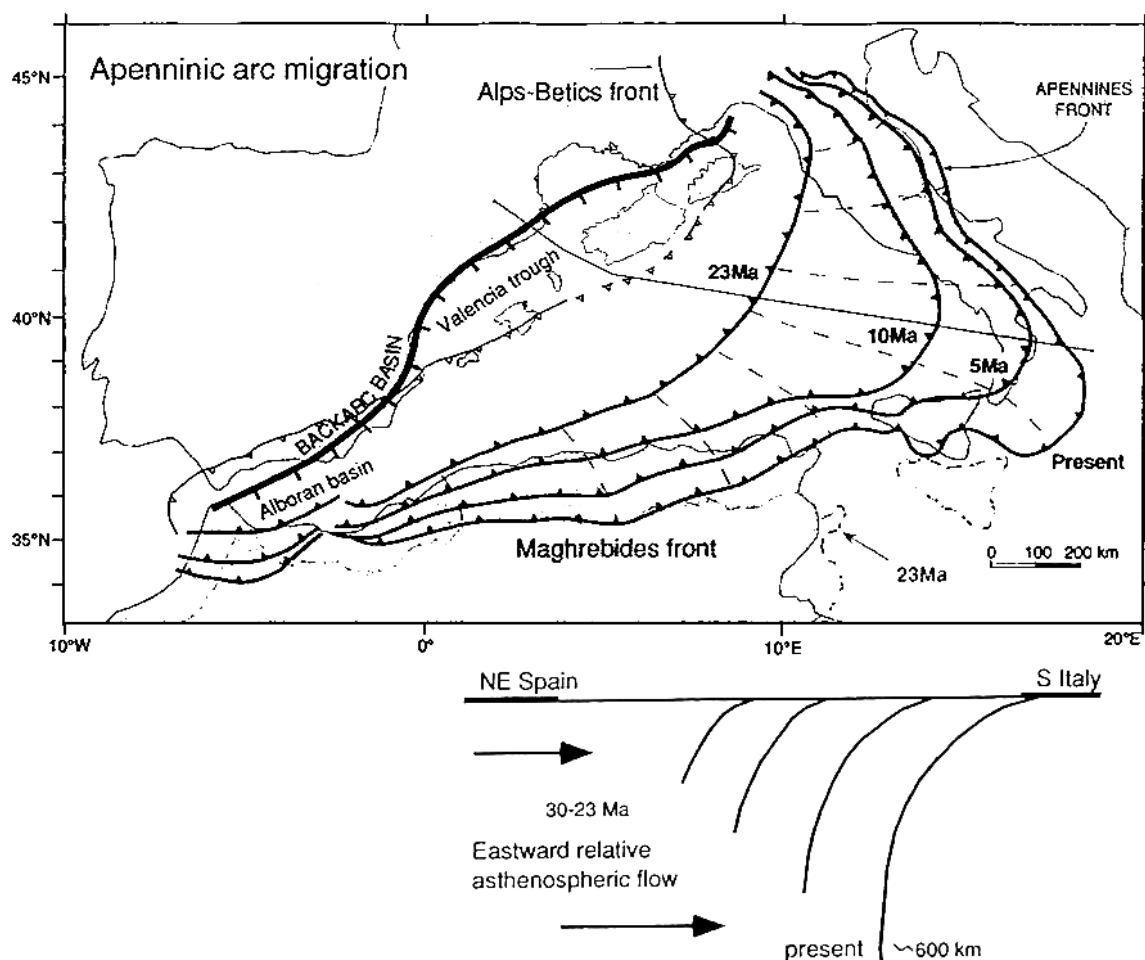 Apenninic arc migration
Alps-Betics front
APENNINES
FRONT
45°N
40°N
35°N
23Ma
10Ma
5Ma
Present
Valencia trough
BACKARC BASIN
Alboran basin
Maghrebides front
23Ma
0 100 200 km
10°W
0°
10°E
20°E
NE Spain
S Italy
30-23 Ma
Eastward relative
asthenospheric flow
present
~600 km